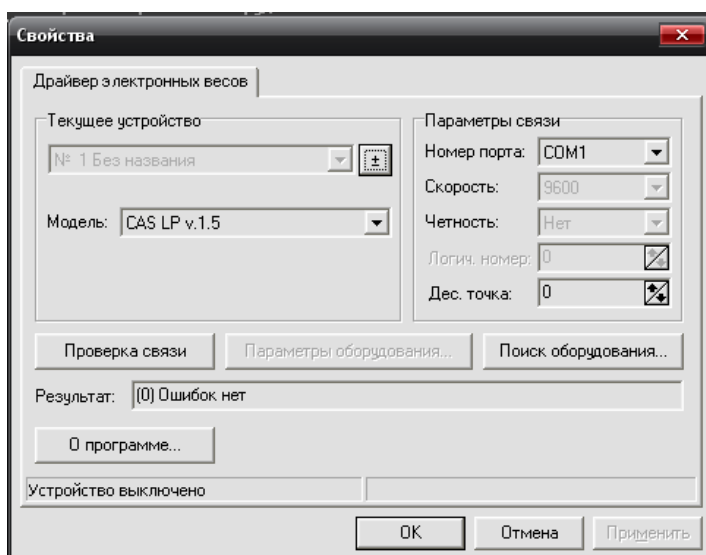 Свойства
Драйвер электронных весов
Текущее устройство
№ 1 Без названия
±
Модель: CAS LP v.1.5
Параметры связи
Номер порта: COM1
Скорость: 9600
Четность: Нет
Логич. номер: 0
Дес. точка: 0
Проверка связи
Параметры оборудования...
Поиск оборудования...
Результат: (0) Ошибок нет
О программе...
Устройство выключено
OK
Отмена
Применить